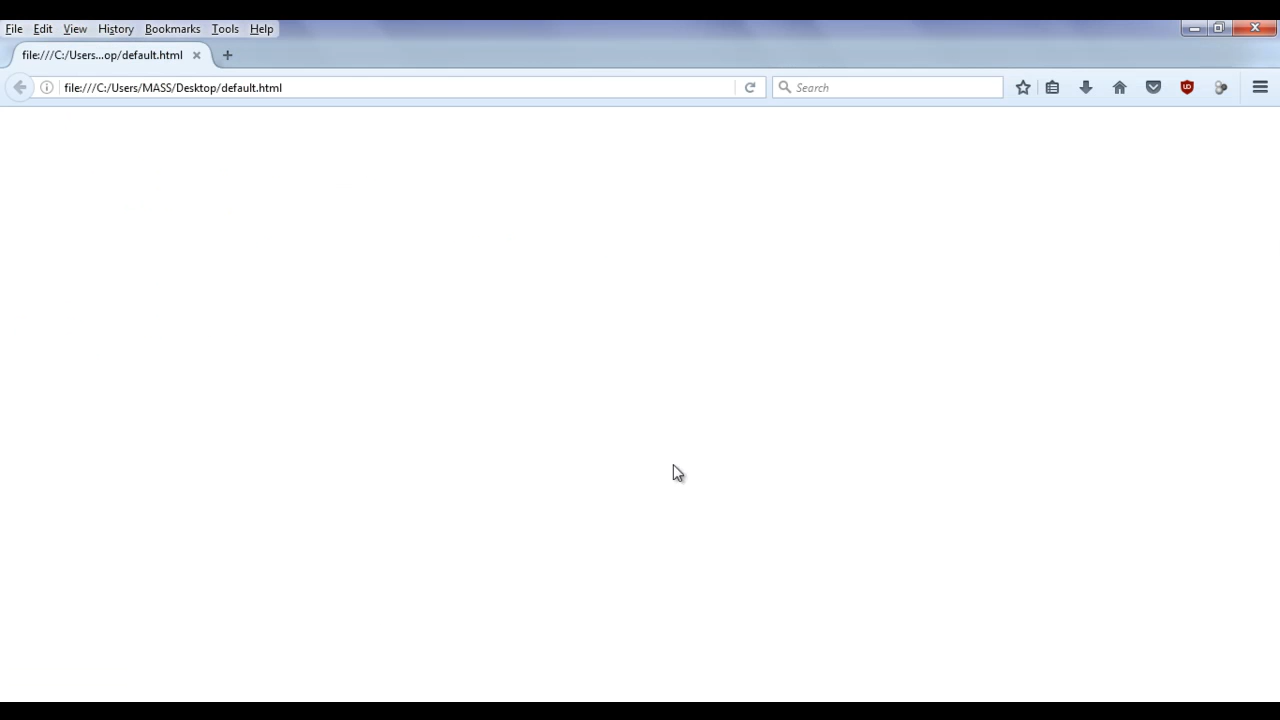 File Edit View History Bookmarks Tools Help
file:///C:/Users...op/default.html
file:///C:/Users/MASS/Desktop/default.html
Search